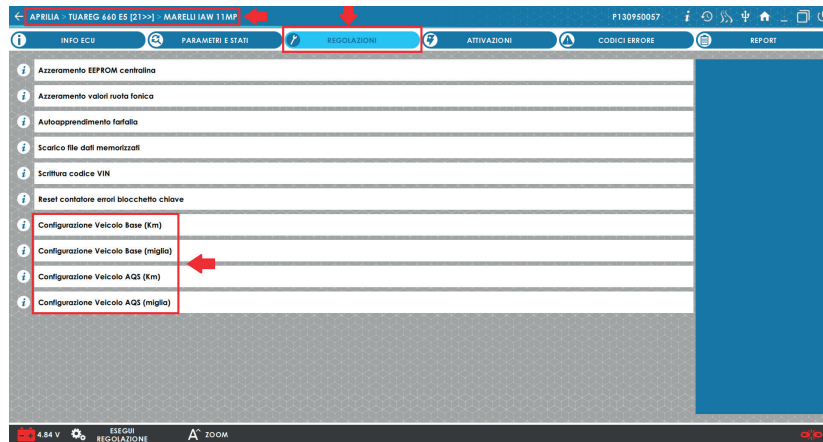 APRILIA > TUAREG 660 E5 [21>>] > MARELLI IAW 11MP
P130950057
INFO ECU
PARAMETRI E STATI
REGOLAZIONI
ATTIVAZIONI
CODICI ERRORE
REPORT
Azzeramento EEPROM centralina
Azzeramento valori ruota fonica
Autoapprendimento farfalla
Scarico file dati memorizzati
Scrittura codice VIN
Reset contatore errori blocchetto chiave
Configurazione Veicolo Base (Km)
Configurazione Veicolo Base (miglia)
Configurazione Veicolo AQS (Km)
Configurazione Veicolo AQS (miglia)
4.84 V
ESEGUI
REGOLAZIONE
ZOOM